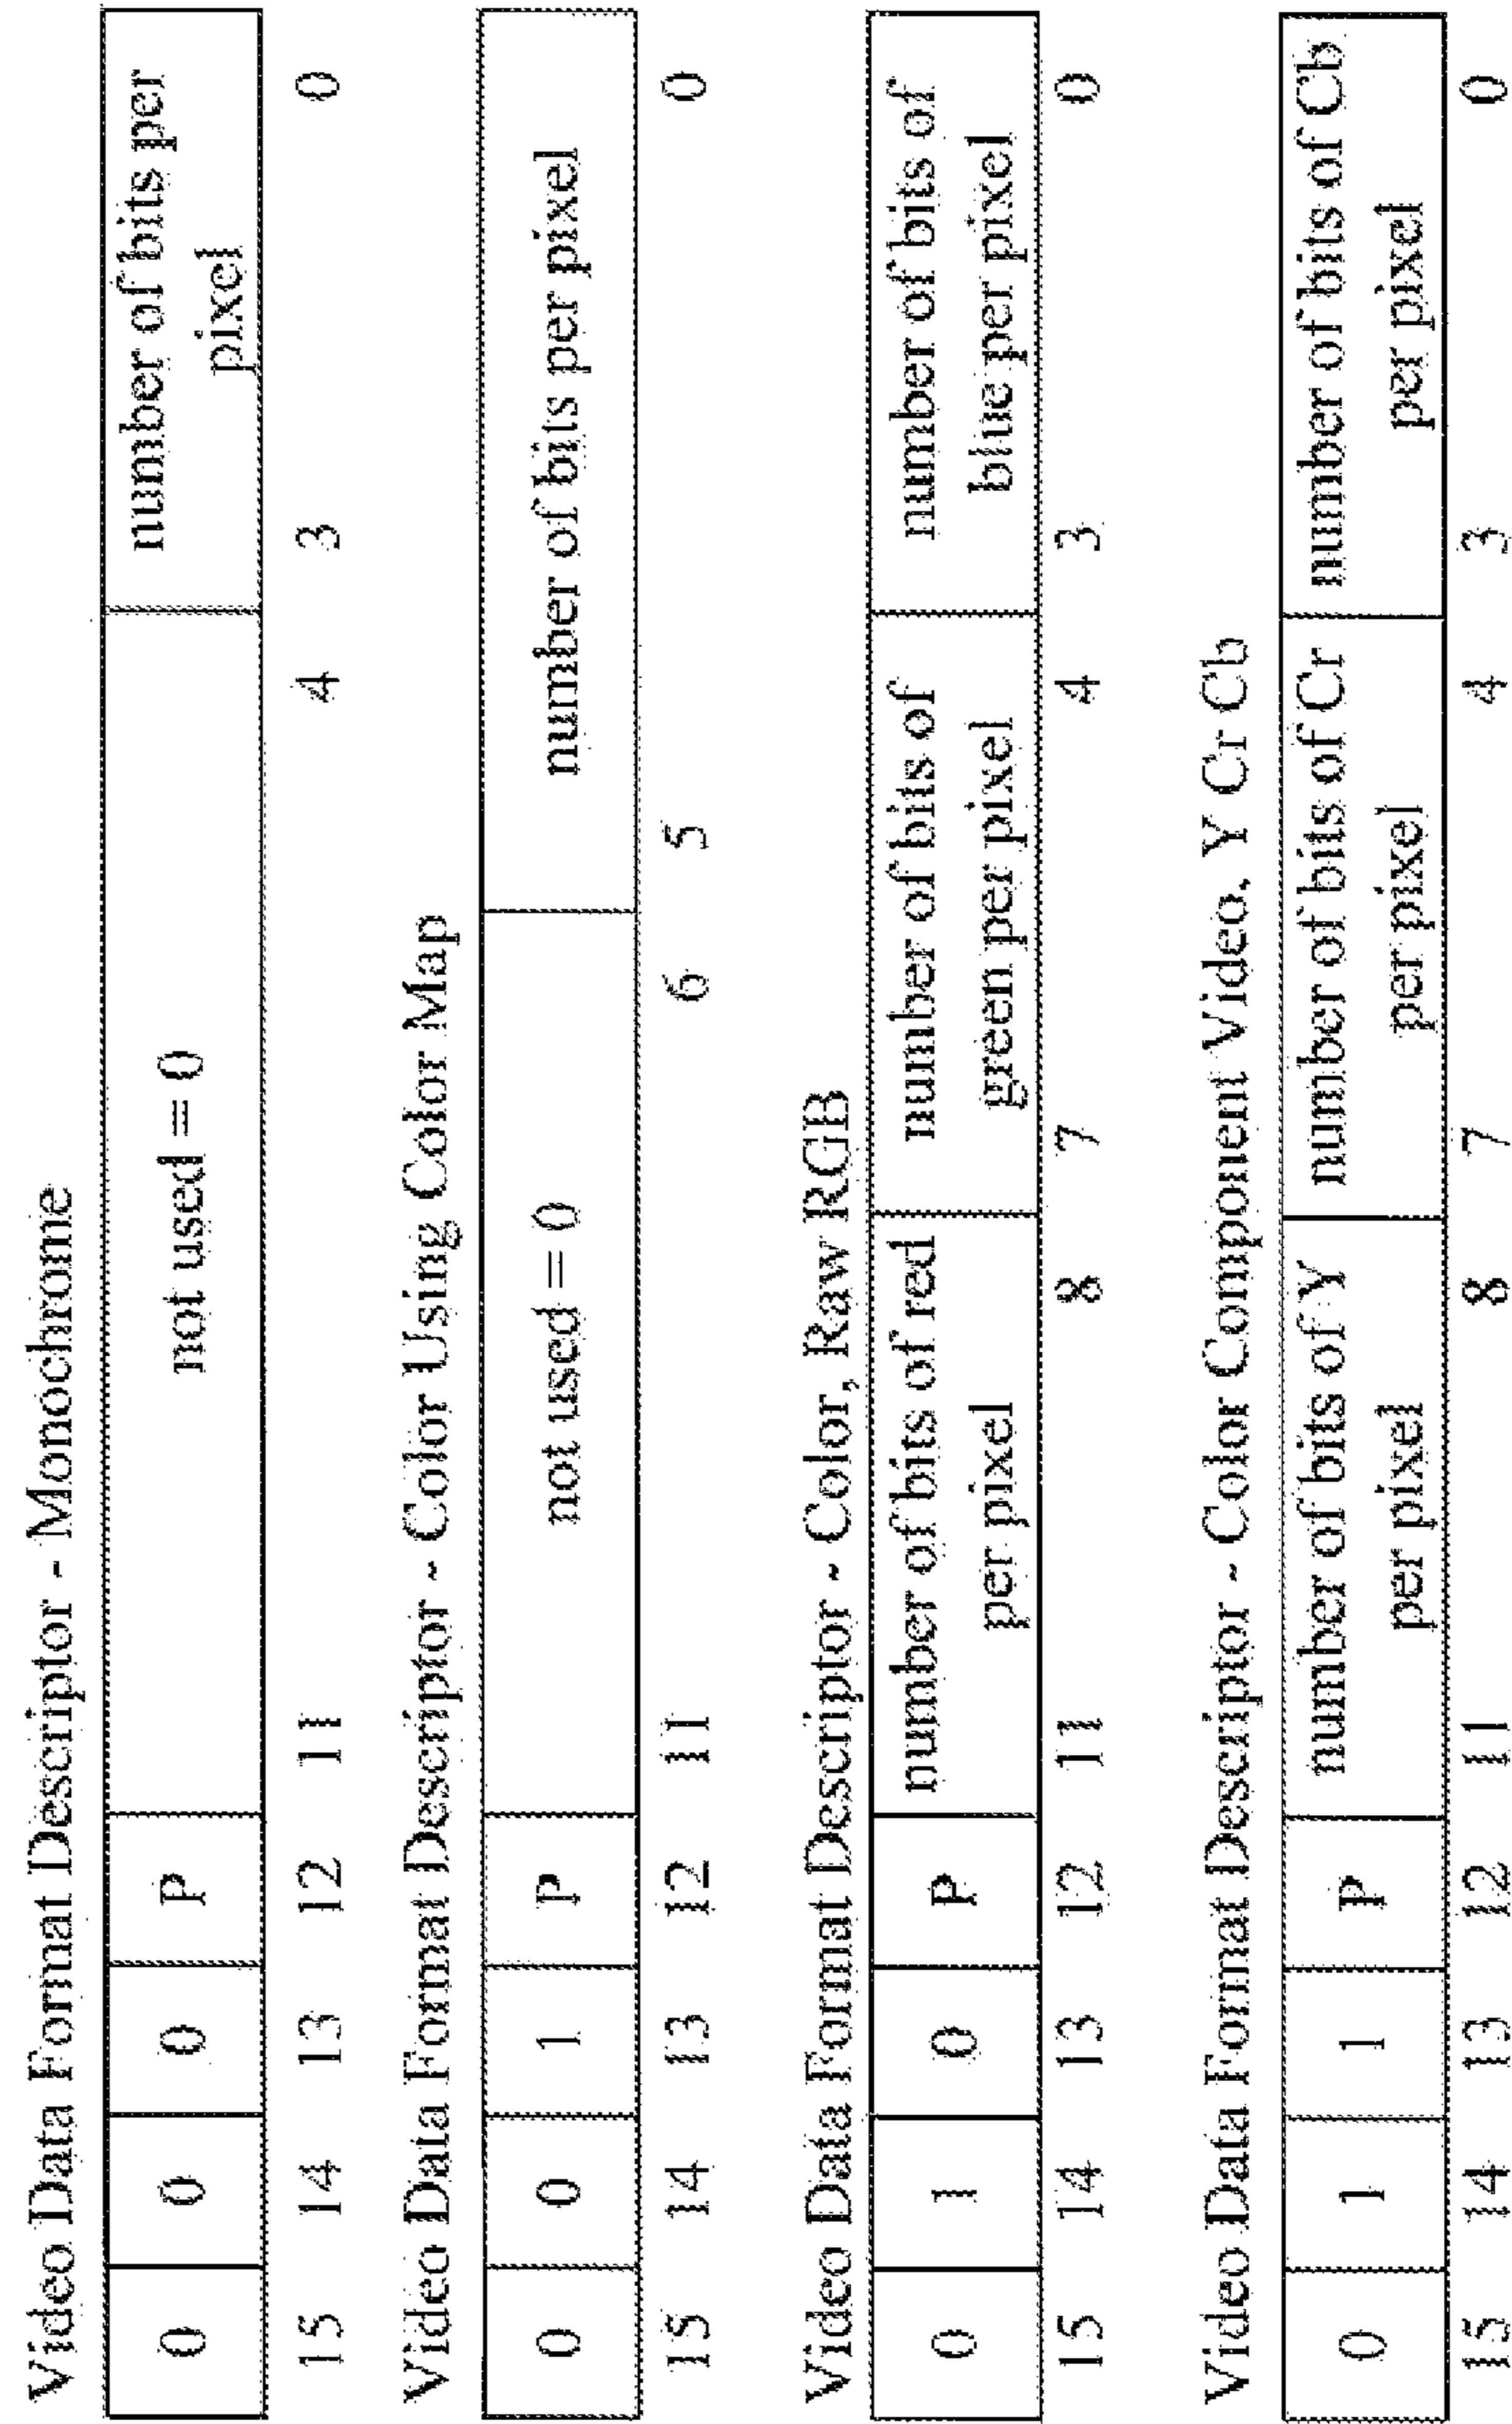 Video Data Format Descriptor - Monochrome
0 0 0 P not used = 0 number of bits per
pixel
15 14 13 12 11 4 3 0
Video Data Format Descriptor - Color Using Color Map
0 0 1 P not used = 0 number of bits per pixel
15 14 13 12 11 6 5 0
Video Data Format Descriptor - Color, Raw RGB
0 1 0 P number of bits of red number of bits of number of bits of
per pixel green per pixel blue per pixel
15 14 13 12 11 8 7 4 3 0
Video Data Format Descriptor - Color Component Video, Y Cr Cb
0 1 1 P number of bits of Y number of bits of Cr number of bits of Cb
per pixel per pixel per pixel
15 14 13 12 11 8 7 4 3 0